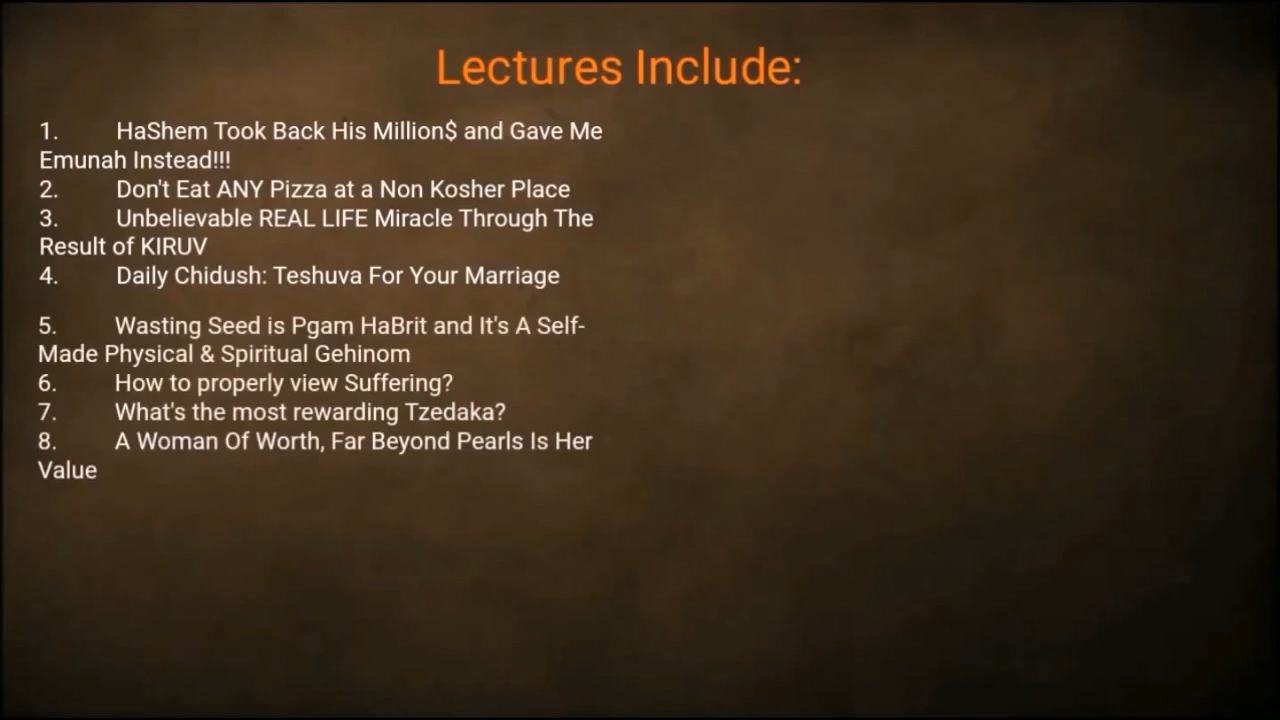 Lectures Include:
1. HaShem Took Back His Million$ and Gave Me
Emunah Instead!!!
2. Don't Eat ANY Pizza at a Non Kosher Place
3. Unbelievable REAL LIFE Miracle Through The
Result of KIRUV
4. Daily Chidush: Teshuva For Your Marriage
5. Wasting Seed is Pgam HaBrit and It's A Self-
Made Physical & Spiritual Gehinom
6. How to properly view Suffering?
7. What's the most rewarding Tzedaka?
8. A Woman Of Worth, Far Beyond Pearls Is Her
Value